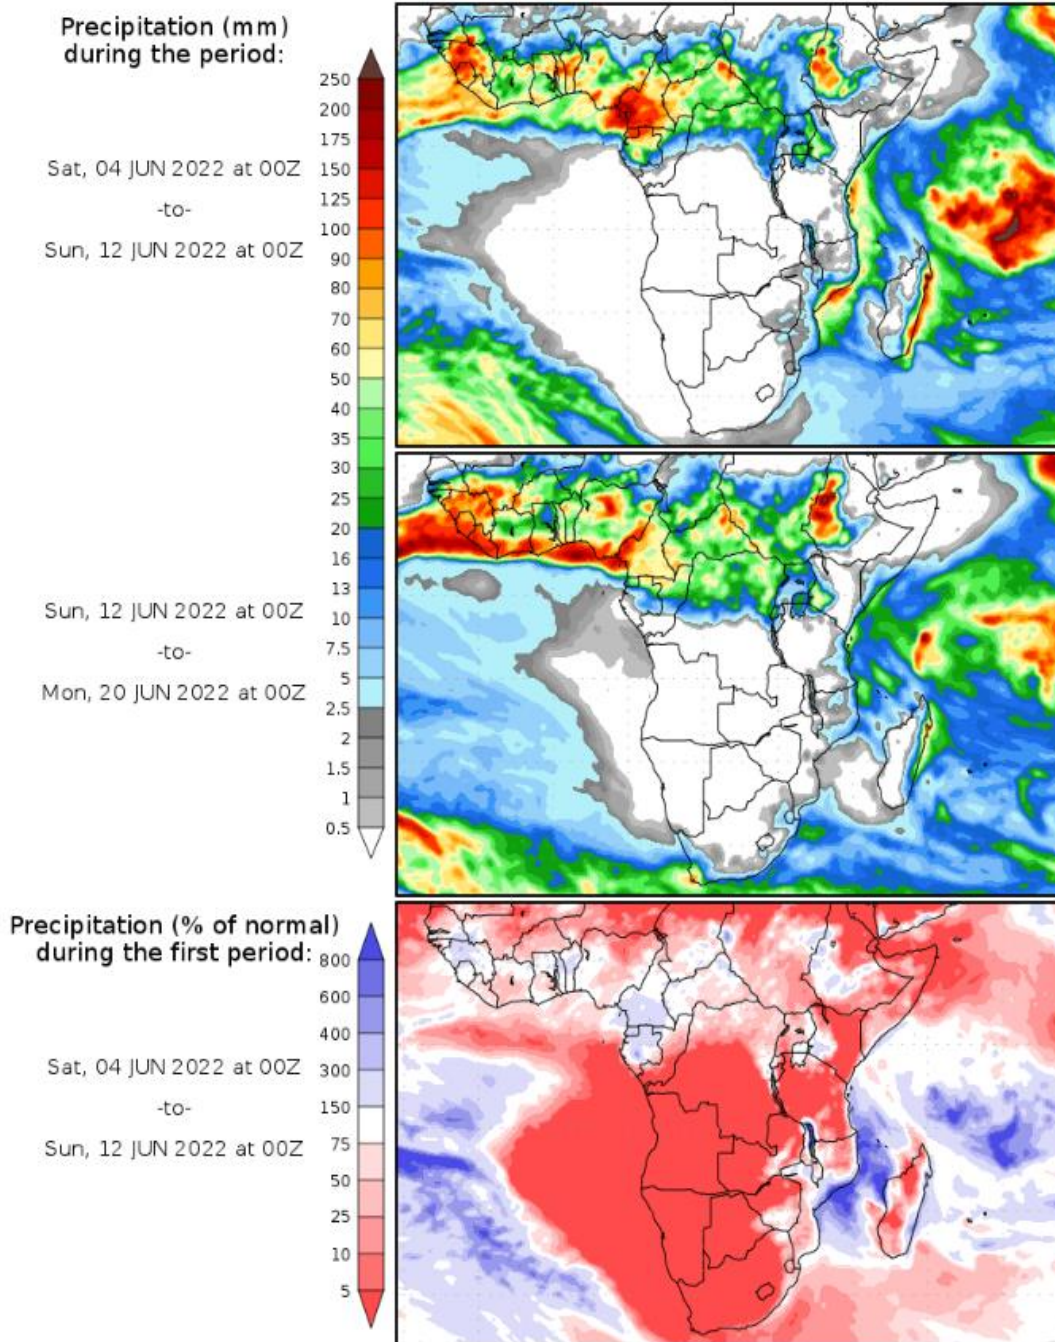 Precipitation (mm)
during the period:
250
200
175
Sat, 04 JUN 2022 at 00Z
150
125
-to-
100
Sun, 12 JUN 2022 at 00Z
90
80
70
60
50
40
35
30
25
20
16
13
Sun, 12 JUN 2022 at 00Z
10
-to-
7.5
5
Mon, 20 JUN 2022 at 00Z
2.5
2
1.5
1
0.5
Precipitation (% of normal)
during the first period:
800
600
400
Sat, 04 JUN 2022 at 00Z
300
-to-
150
Sun, 12 JUN 2022 at 00Z
75
50
25
10
5